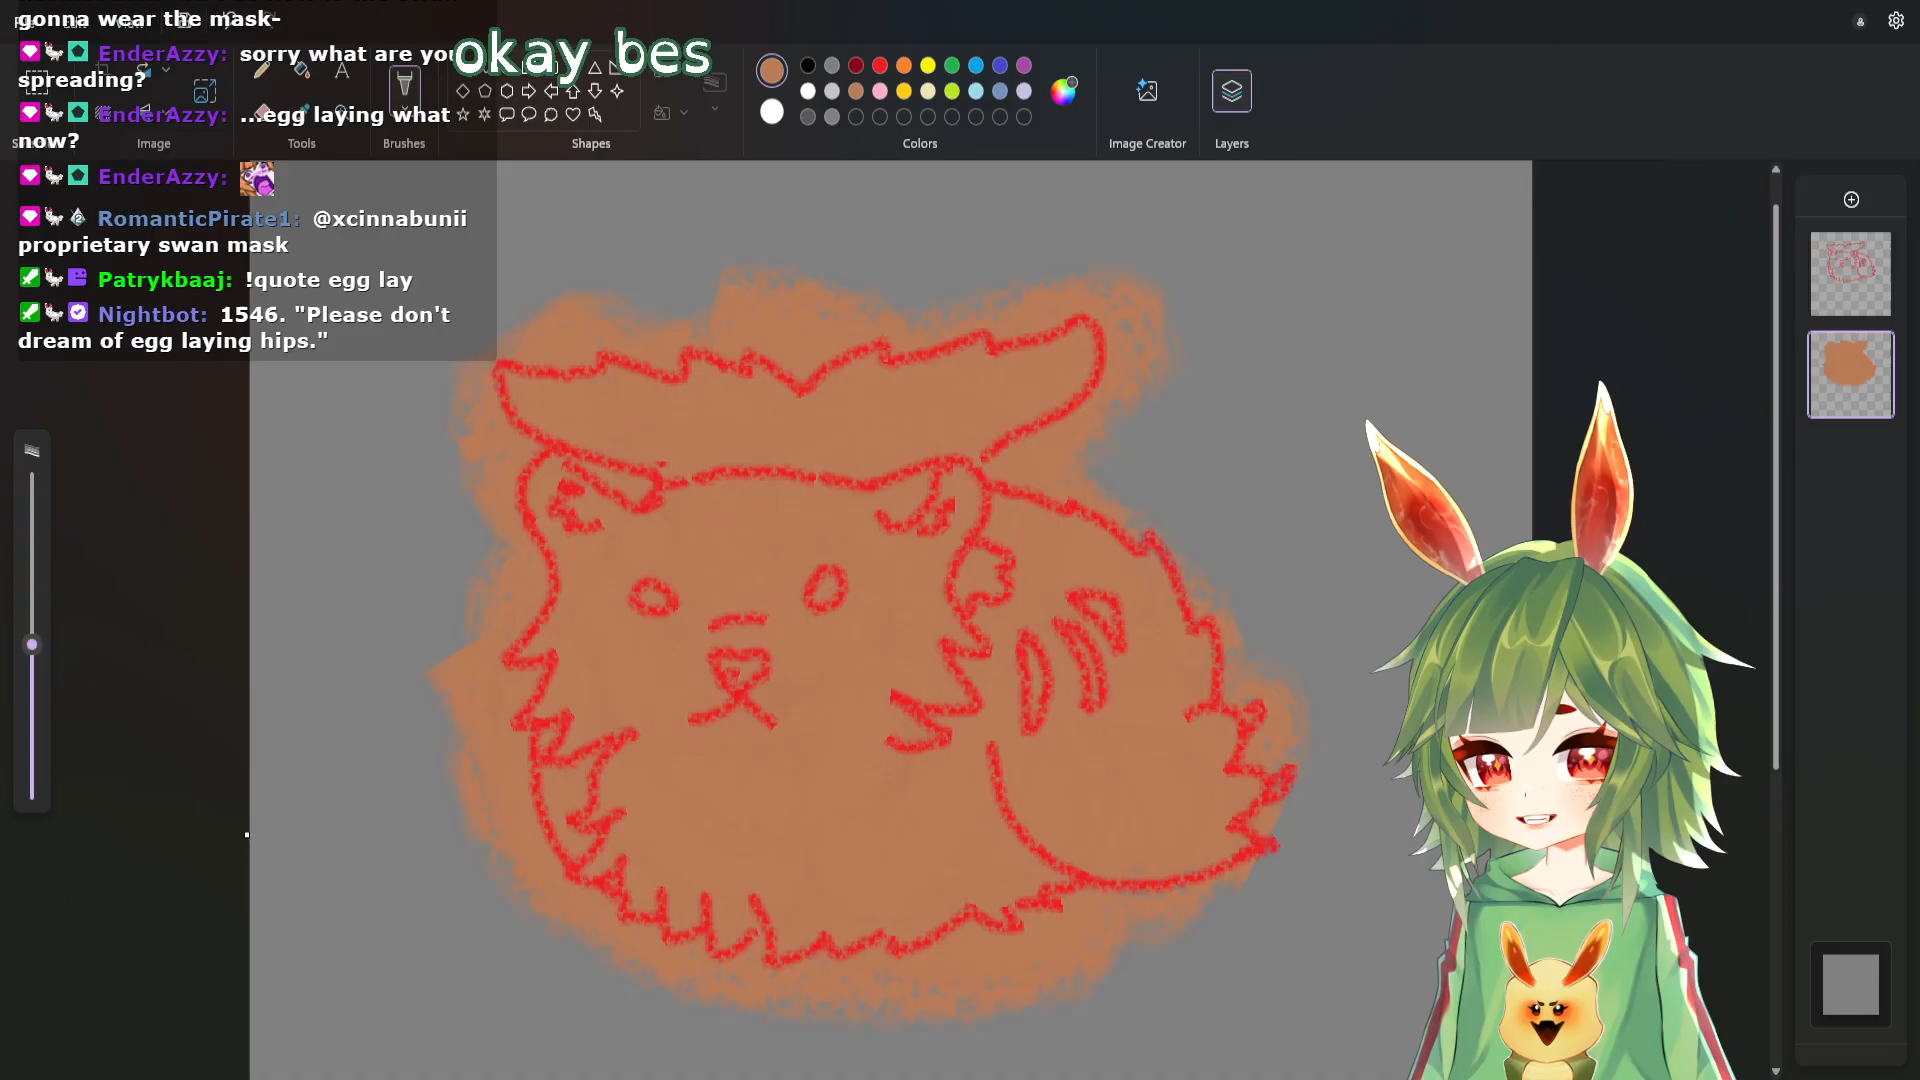 gonna wear the mask-
EnderAzzy: sorry what are you
spreading?
EnderAzzy: ...egg laying what
now?
EnderAzzy:
RomanticPirate1: @xcinnabunii
proprietary swan mask
Patrykbaaj: !quote egg lay
Nightbot: 1546. "Please don't
dream of egg laying hips."
okay bes
Image
Tools
Brushes
Shapes
Colors
Image Creator
Layers